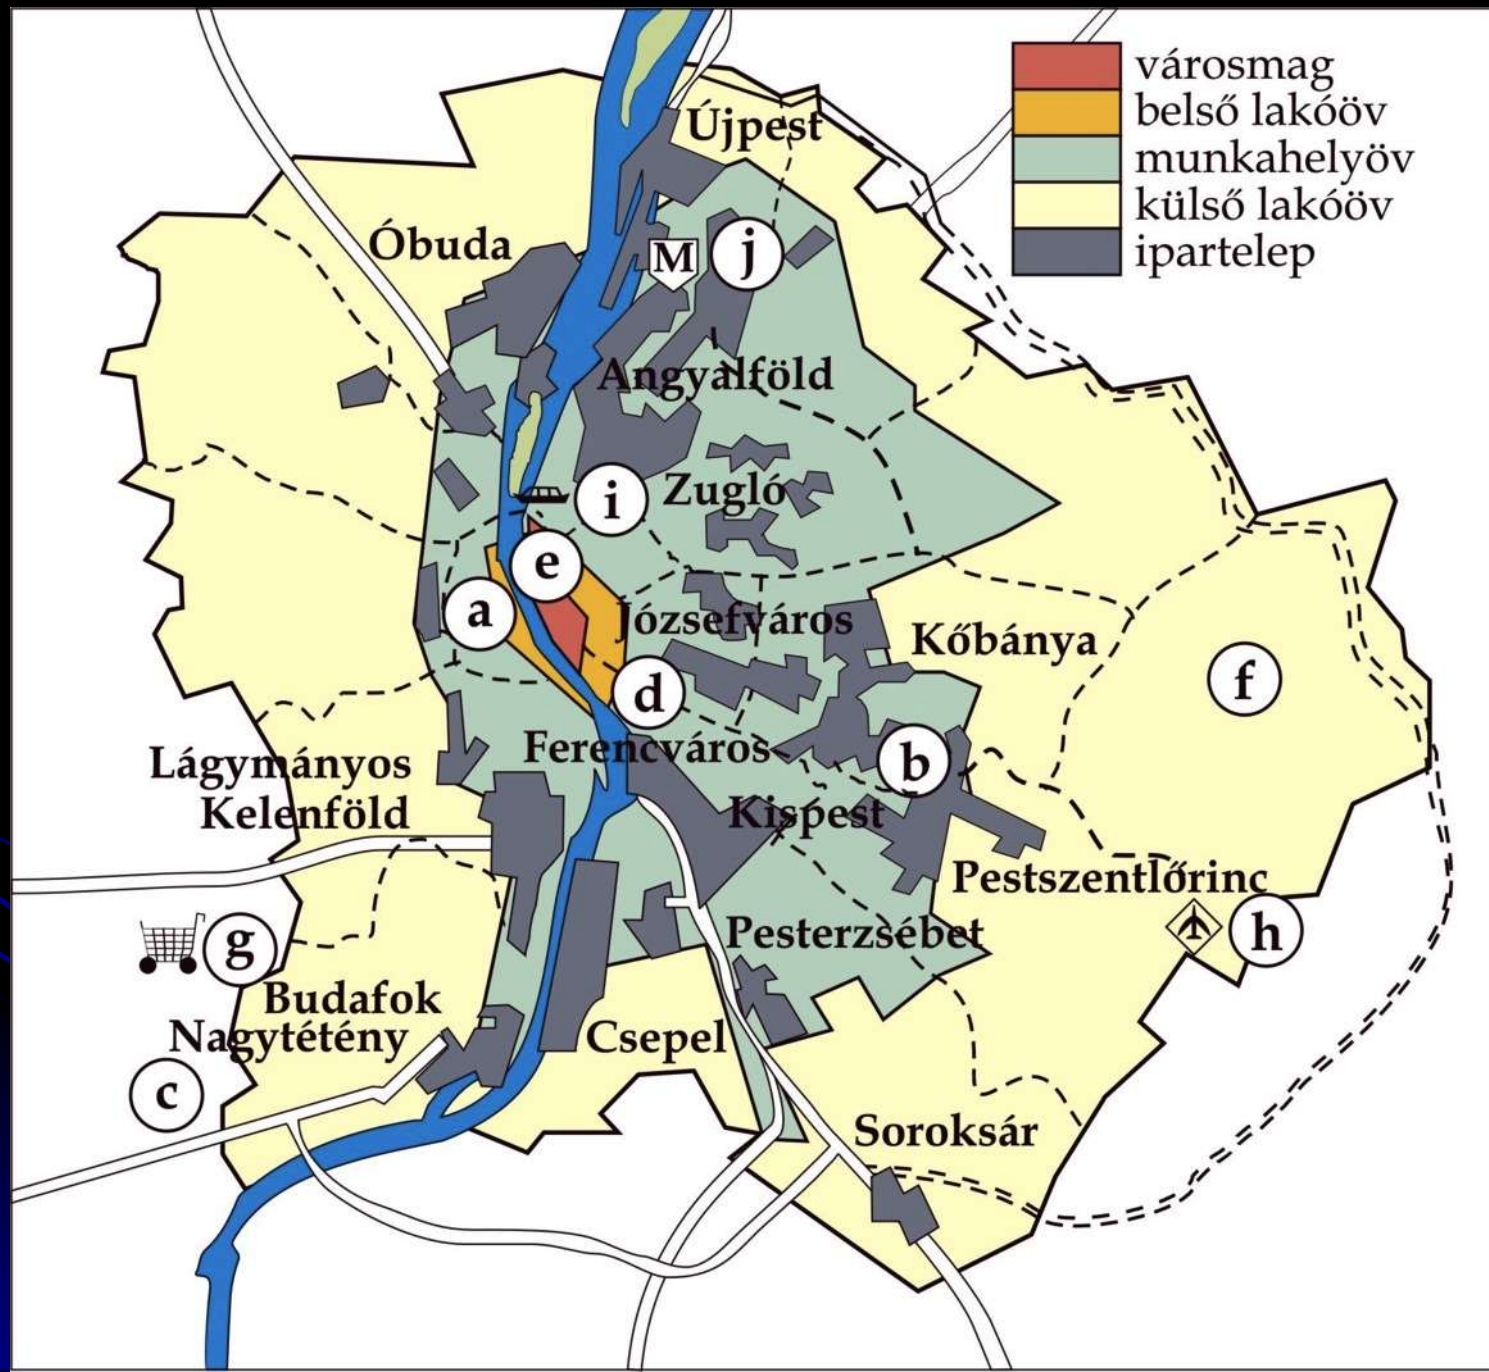 városmag
belső lakóöv
munkahelyöv
külső lakóöv
ipartelep
Újpest
Óbuda
M
j
Angyalföld
i
Zugló
e
a
Józsefváros
Kőbánya
f
d
Ferencváros
b
Lágymányos
Kelenföld
Kispest
Pestszentlőrinc
h
g
Pesterzsébet
Budafok
Nagytétény
Csepel
c
Soroksár